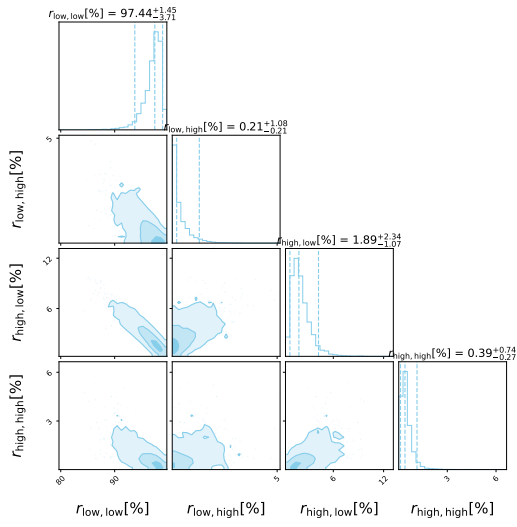 r_low,low[%] = 97.44^{+1.45}_{-3.71}
r_low,high[%] = 0.21^{+1.08}_{-0.21}
5
r_low,high[%]
r_high,low[%] = 1.89^{+2.34}_{-1.07}
12
6
r_high,low[%]
r_high,high[%] = 0.39^{+0.74}_{-0.27}
6
3
r_high,high[%]
80 90 5 6 12 3 6
r_low,low[%] r_low,high[%] r_high,low[%] r_high,high[%]